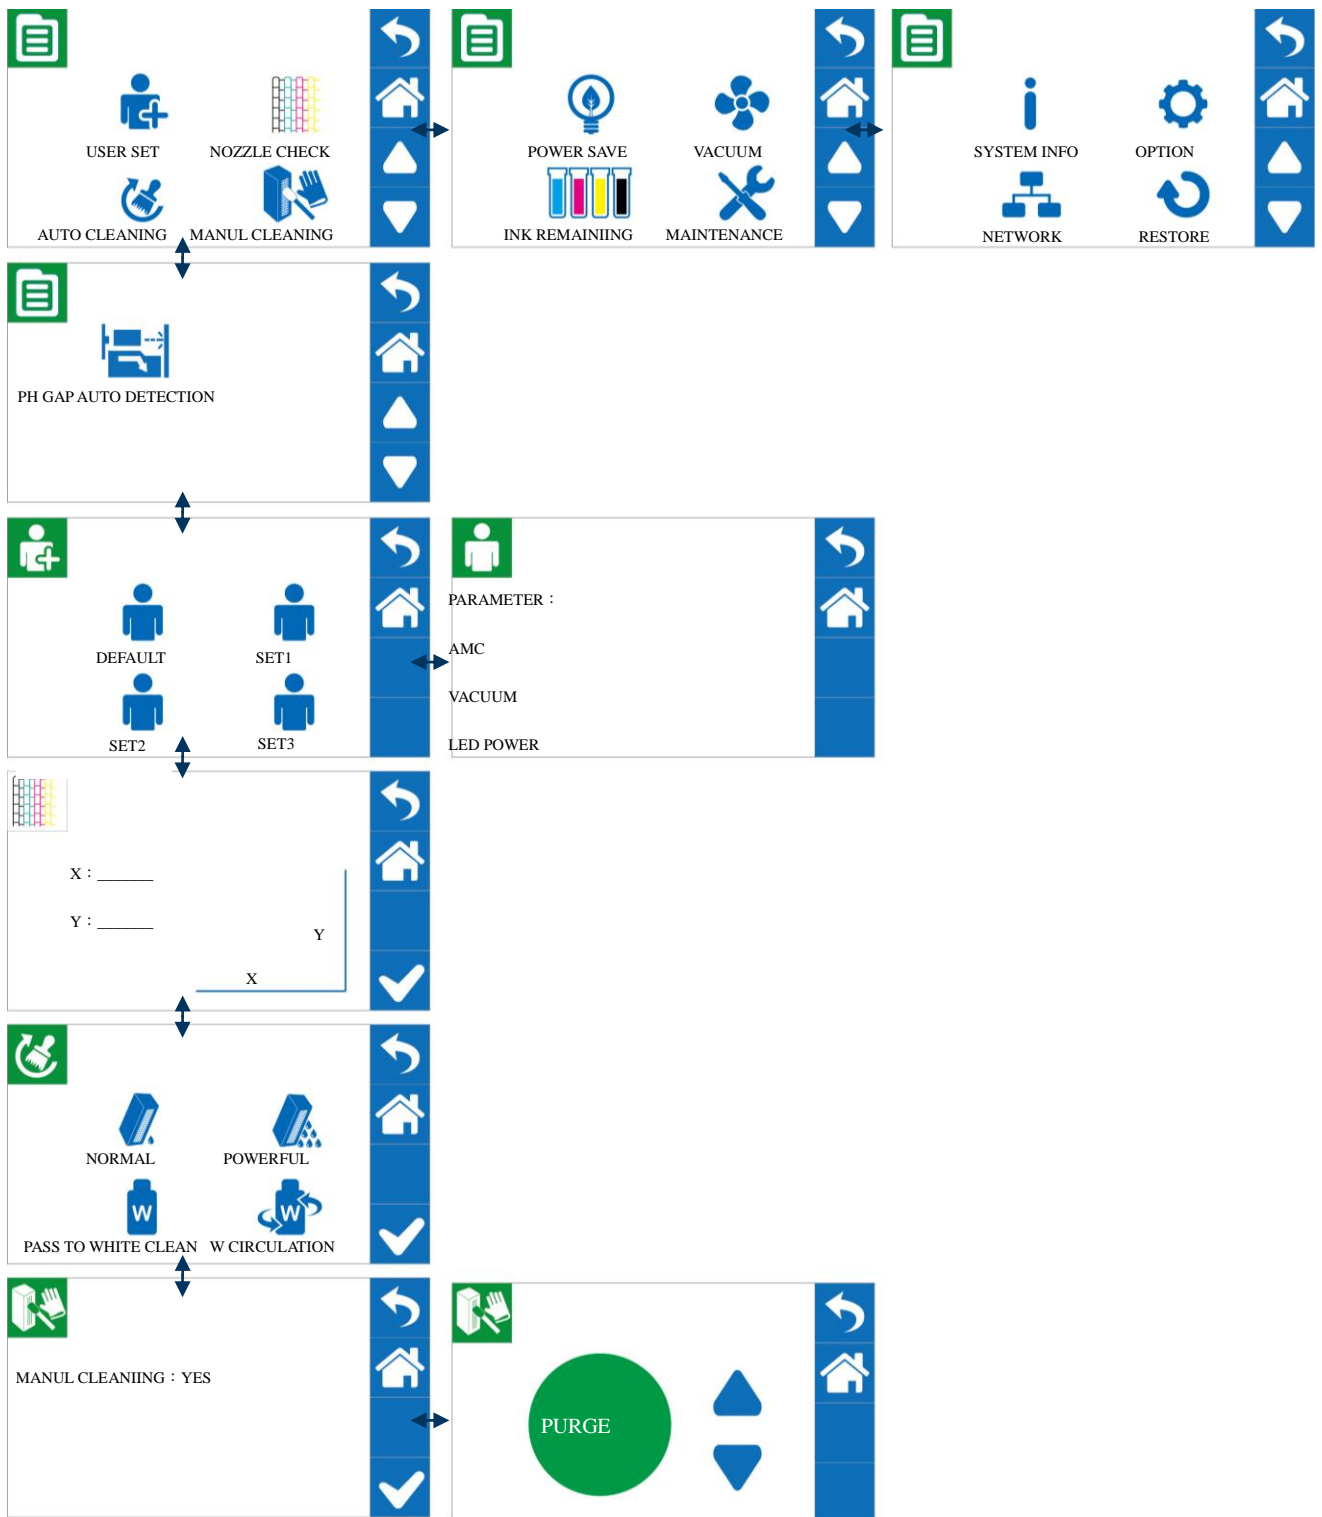 USER SET NOZZLE CHECK
AUTO CLEANING MANUL CLEANING
POWER SAVE VACUUM
INK REMAINIING MAINTENANCE
SYSTEM INFO OPTION
NETWORK RESTORE
PH GAP AUTO DETECTION
DEFAULT SET1
SET2 SET3
PARAMETER：
AMC
VACUUM
LED POWER
X：_______
Y：_______
Y
X
NORMAL POWERFUL
W W
PASS TO WHITE CLEAN W CIRCULATION
MANUL CLEANIING：YES
PURGE